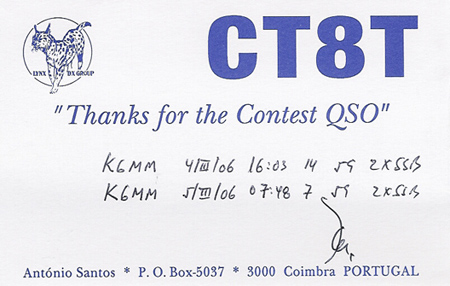 CT8T
LYNX DX GROUP
"Thanks for the Contest QSO"
K6MM 4/III/06 16:03 14 59 2XSSB
K6MM 5/III/06 07:48 7 59 2XSSB
António Santos * P. O. Box-5037 * 3000 Coimbra PORTUGAL